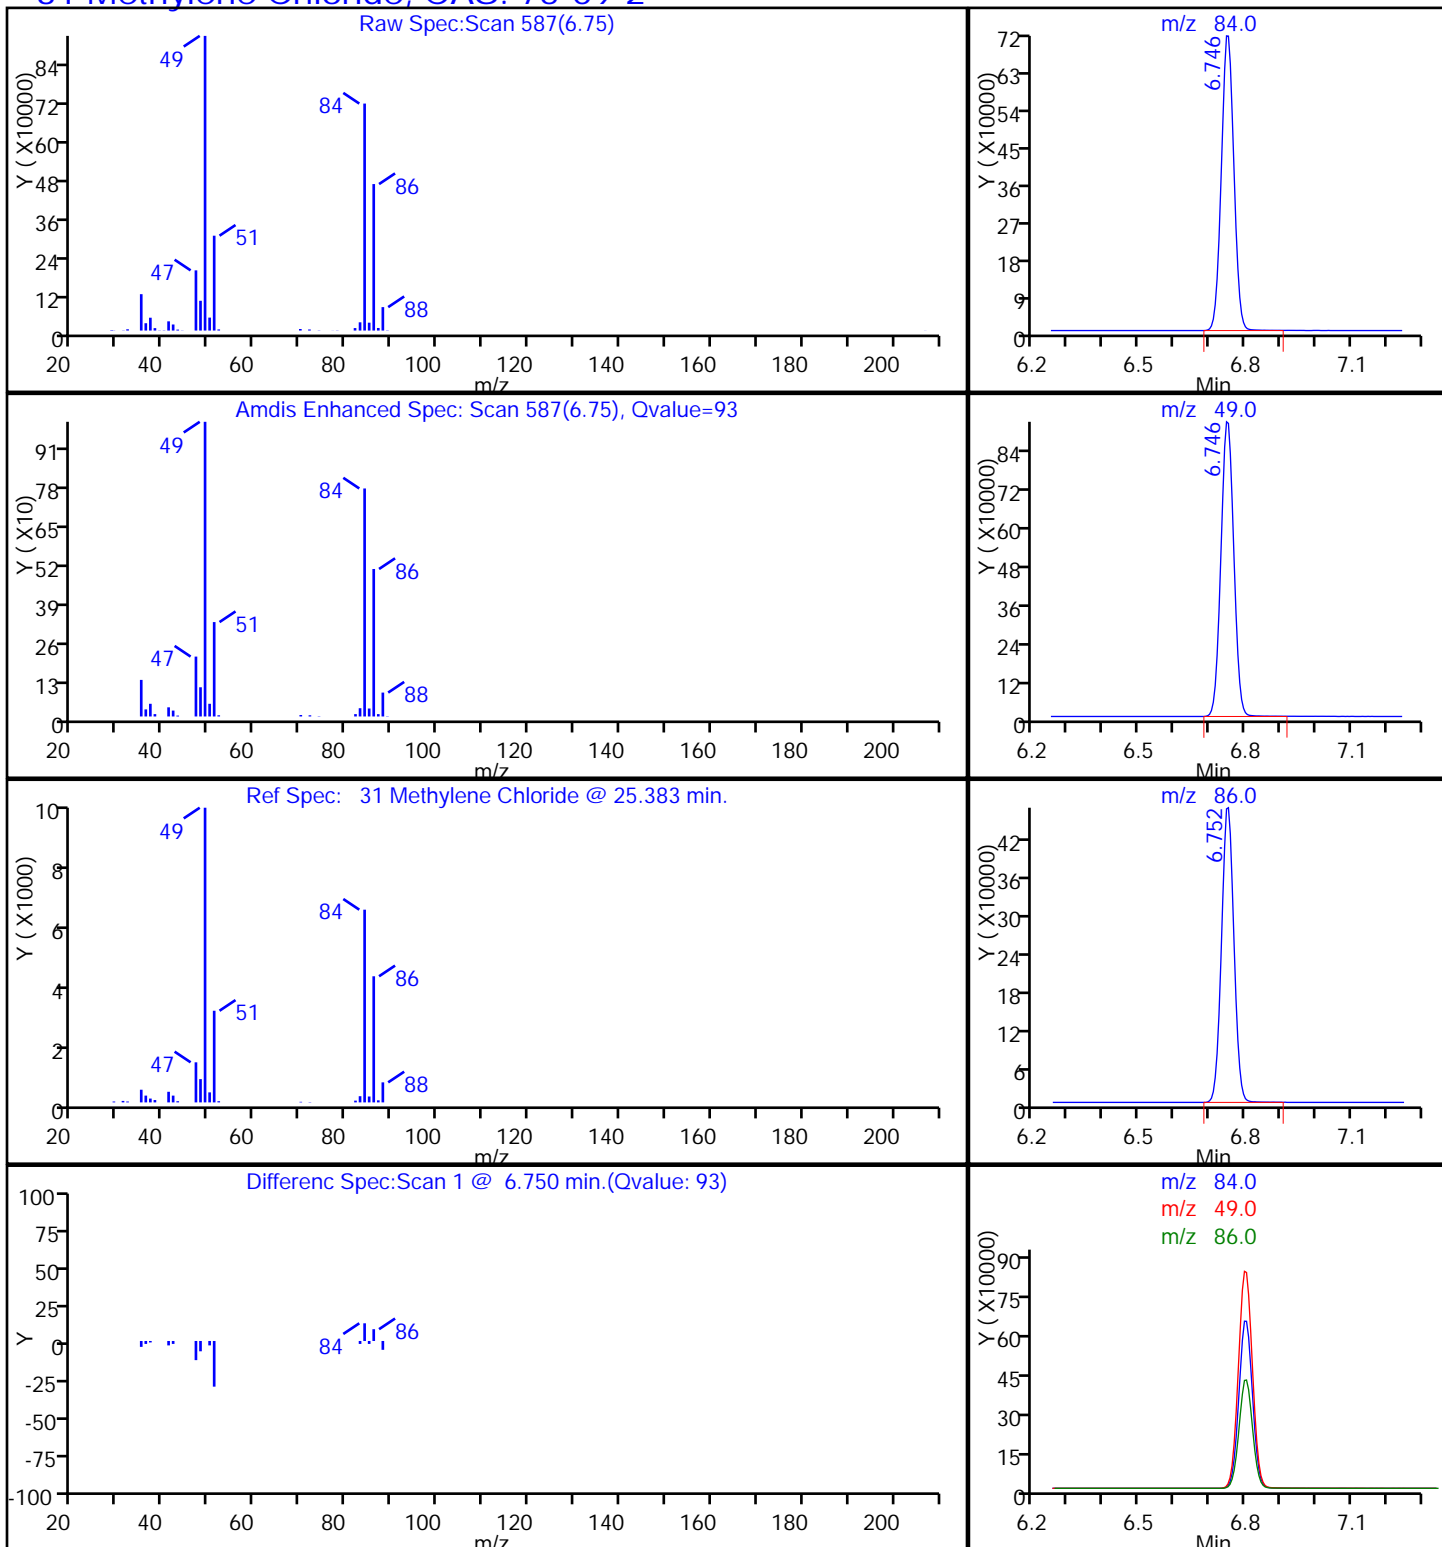 31 Methylene Chloride, CAS: 75-09-2
Raw Spec:Scan 587(6.75)
Y ( X10000)
84
72
60
48
36
24
12
0
49
84
86
51
47
88
20 40 60 80 100 120 140 160 180 200
m/z
m/z 84.0
Y ( X10000)
72
63
54
45
36
27
18
9
0
6.746
6.2 6.5 6.8 7.1
Min
Amdis Enhanced Spec: Scan 587(6.75), Qvalue=93
Y ( X10)
91
78
65
52
39
26
13
0
49
84
86
51
47
88
20 40 60 80 100 120 140 160 180 200
m/z
m/z 49.0
Y ( X10000)
84
72
60
48
36
24
12
0
6.746
6.2 6.5 6.8 7.1
Min
Ref Spec: 31 Methylene Chloride @ 25.383 min.
Y ( X1000)
10
8
6
4
2
0
49
84
86
51
47
88
20 40 60 80 100 120 140 160 180 200
m/z
m/z 86.0
Y ( X10000)
42
36
30
24
18
12
6
0
6.752
6.2 6.5 6.8 7.1
Min
Differenc Spec:Scan 1 @ 6.750 min.(Qvalue: 93)
Y
100
75
50
25
0
-25
-50
-75
-100
84
86
20 40 60 80 100 120 140 160 180 200
m/z
m/z 84.0
m/z 49.0
m/z 86.0
Y ( X10000)
90
75
60
45
30
15
0
6.2 6.5 6.8 7.1
Min